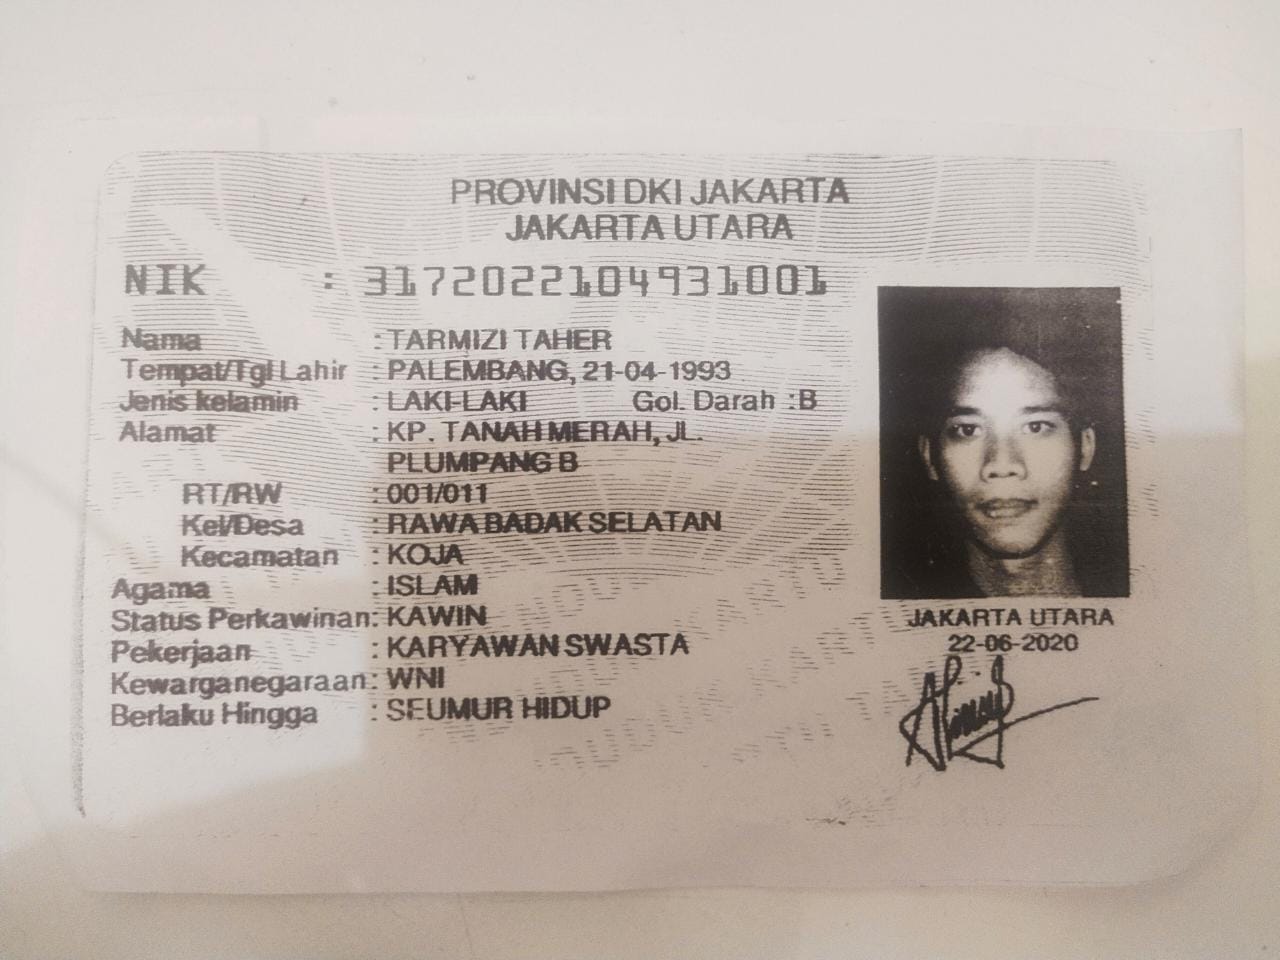 PROVINSI DKI JAKARTA
JAKARTA UTARA
NIK : 3172022104931001
Nama : TARMIZI TAHER
Tempat/Tgl Lahir : PALEMBANG, 21-04-1993
Jenis kelamin : LAKI-LAKI Gol. Darah : B
Alamat : KP. TANAH MERAH, JL.
PLUMPANG B
RT/RW : 001/011
Kel/Desa : RAWA BADAK SELATAN
Kecamatan : KOJA
Agama : ISLAM
Status Perkawinan: KAWIN
Pekerjaan : KARYAWAN SWASTA
Kewarganegaraan: WNI
Berlaku Hingga : SEUMUR HIDUP
JAKARTA UTARA
22-06-2020